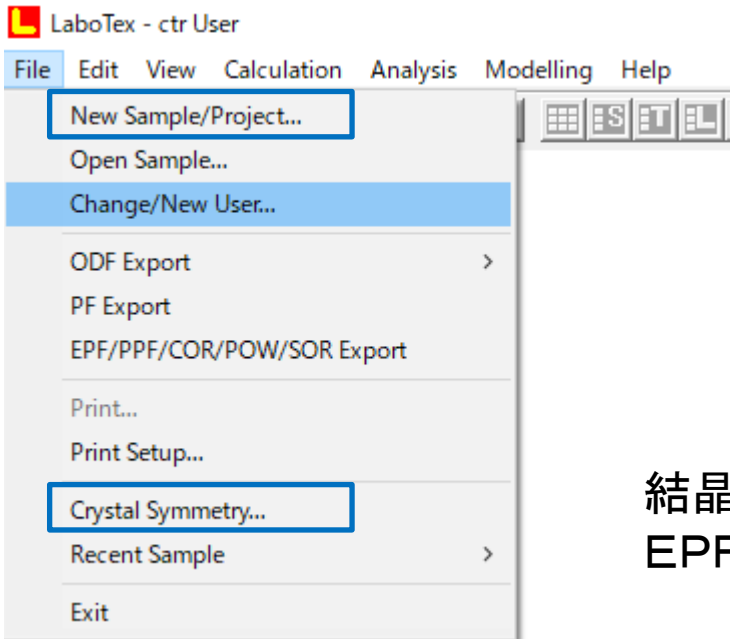 LaboTex - ctr User
File Edit View Calculation Analysis Modelling Help
New Sample/Project...
Open Sample...
Change/New User...
ODF Export
PF Export
EPF/PPF/COR/POW/SOR Export
Print...
Print Setup...
Crystal Symmetry...
Recent Sample
Exit
結晶
EPF